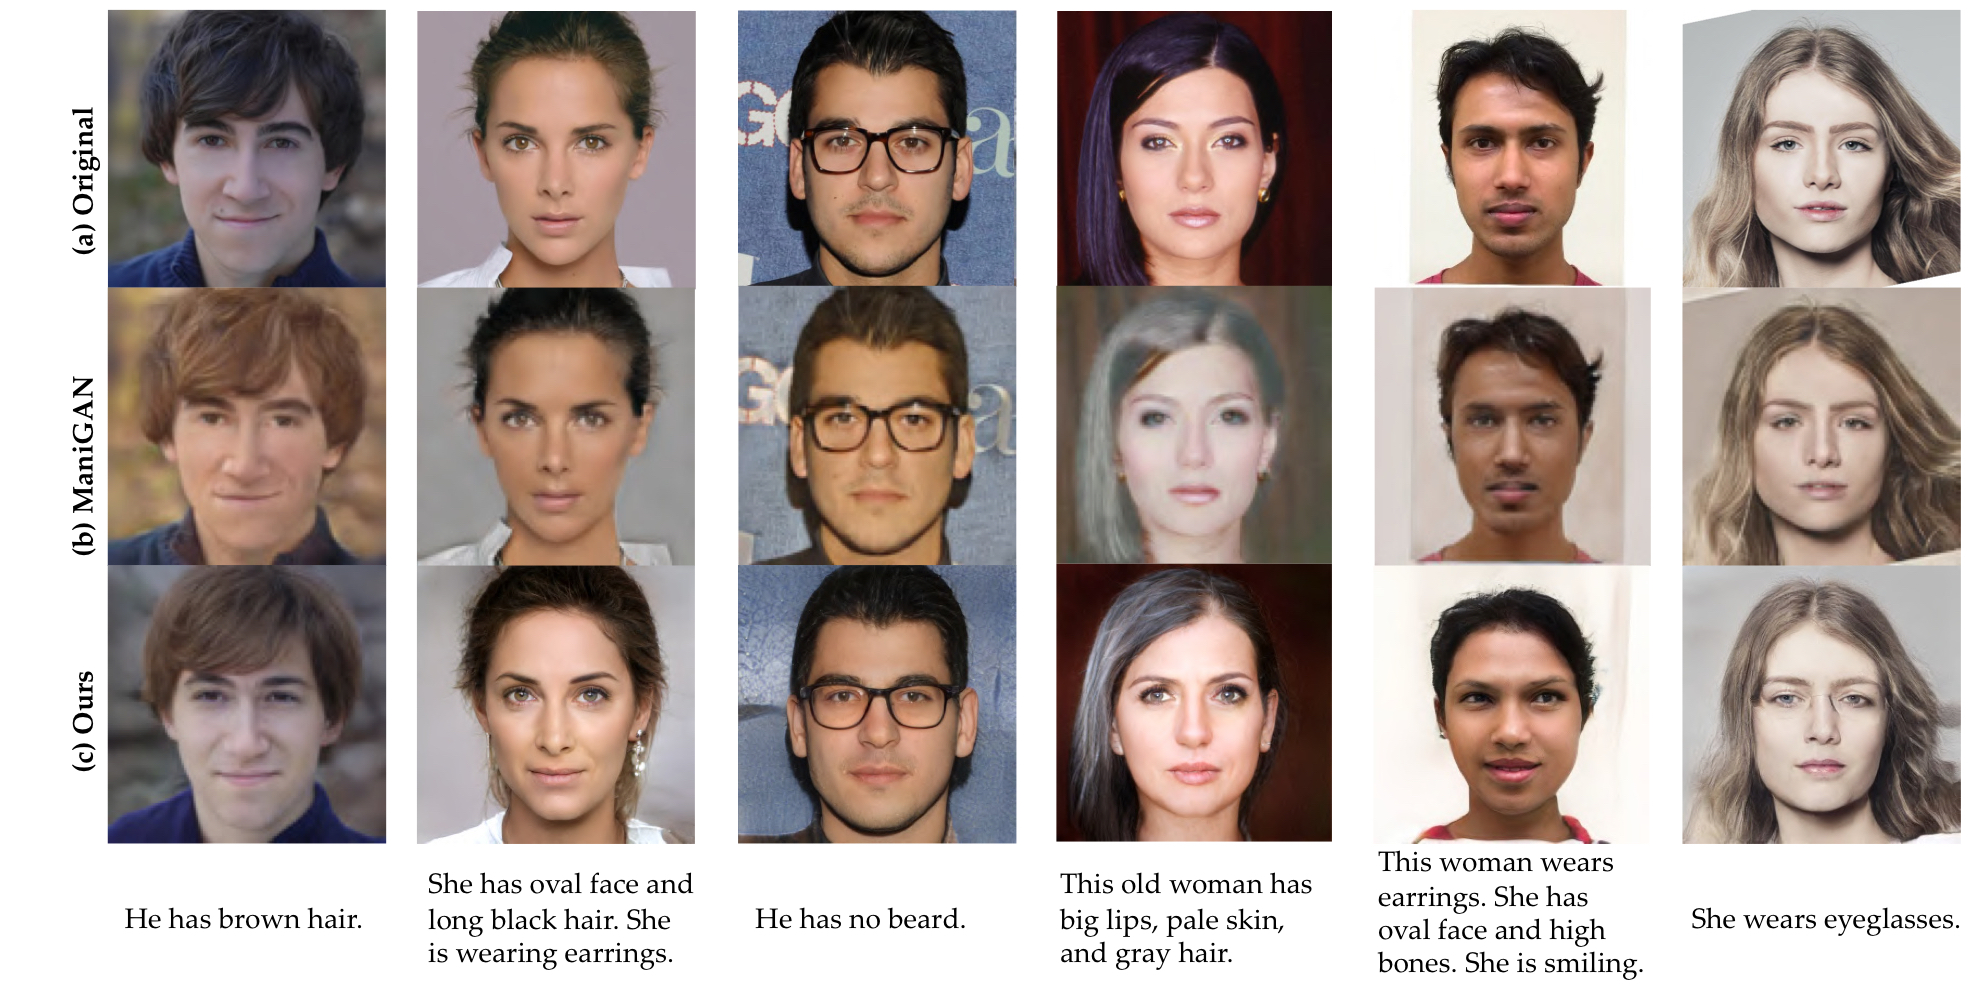 (a) Original
(b) ManiGAN
(c) Ours
He has brown hair.
She has oval face and
long black hair. She
is wearing earrings.
He has no beard.
This old woman has
big lips, pale skin,
and gray hair.
This woman wears
earrings. She has
oval face and high
bones. She is smiling.
She wears eyeglasses.